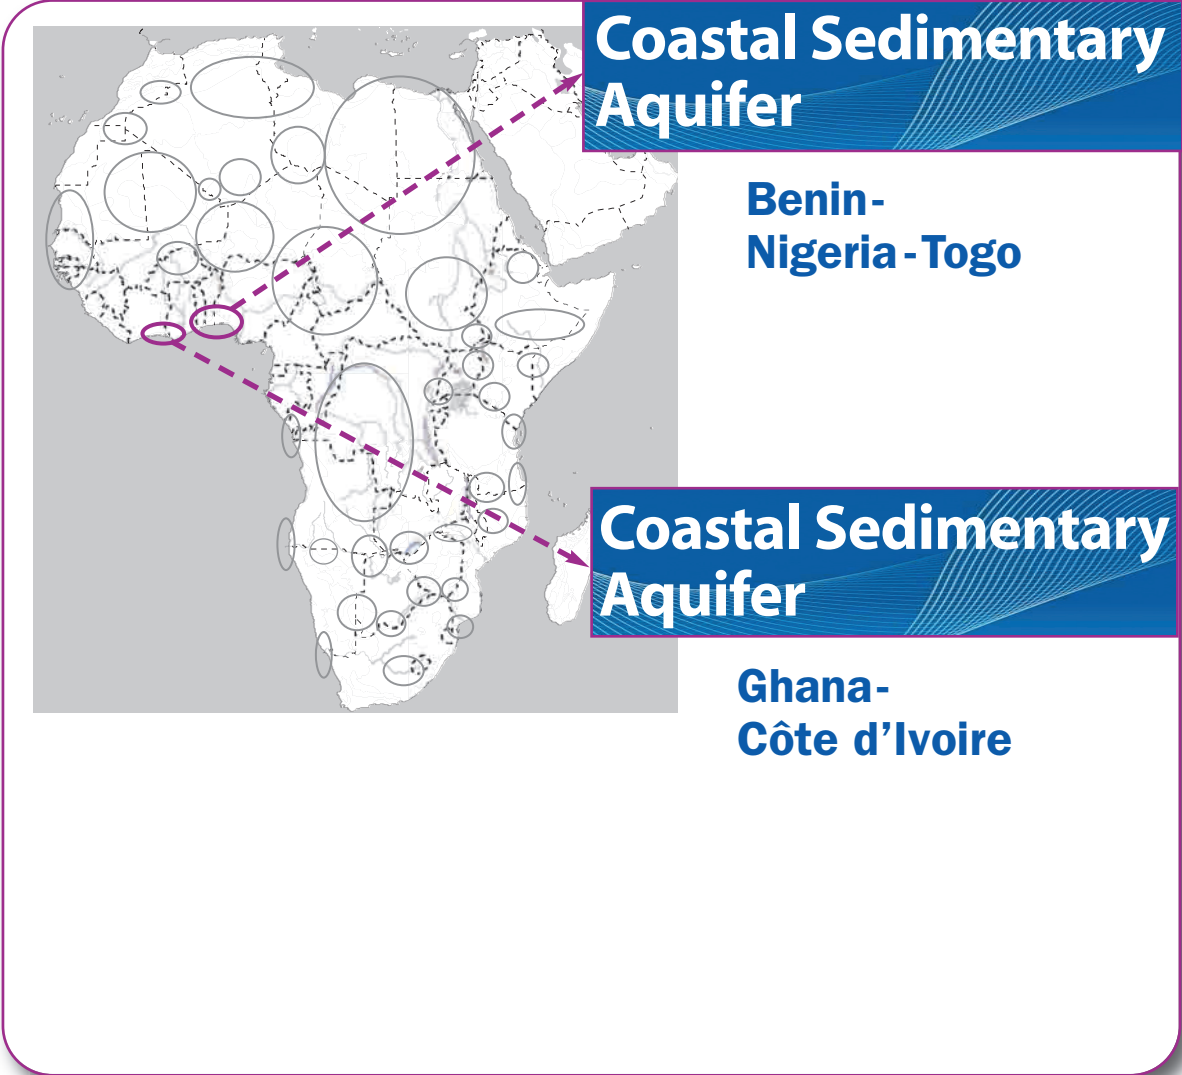 Coastal Sedimentary
Aquifer
Benin-
Nigeria-Togo
Coastal Sedimentary
Aquifer
Ghana-
Côte d’Ivoire